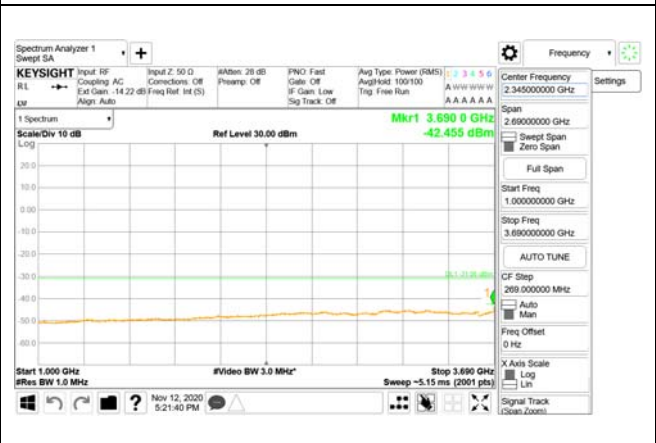 Spectrum Analyzer 1
Swept SA
Frequency
KEYSIGHT
RL
Input: RF
Coupling: AC
Ext Gain: -14.22 dB
Align: Auto
Input Z: 50 Ω
Corrections: Off
Freq Ref: Int (S)
#Atten: 28 dB
Preamp: Off
PNO: Fast
Gate: Off
IF Gain: Low
Sig Track: Off
Avg Type: Power (RMS)
Avg|Hold: 100/100
Trig: Free Run
1 2 3 4 5 6
A W W W W W
A A A A A A
Center Frequency
2.345000000 GHz
Settings
Span
2.69000000 GHz
Swept Span
Zero Span
Full Span
Start Freq
1.000000000 GHz
Stop Freq
3.690000000 GHz
AUTO TUNE
CF Step
269.000000 MHz
Auto
Man
Freq Offset
0 Hz
X Axis Scale
Log
Lin
Signal Track
(Span Zoom)
1 Spectrum
Scale/Div 10 dB
Log
Ref Level 30.00 dBm
Mkr1 3.690 0 GHz
-42.455 dBm
20.0
10.0
0.00
-10.0
-20.0
-30.0
-40.0
-50.0
-60.0
1
Start 1.000 GHz
#Res BW 1.0 MHz
#Video BW 3.0 MHz*
Stop 3.690 GHz
Sweep ~5.15 ms (2001 pts)
?
Nov 12, 2020
5:21:40 PM